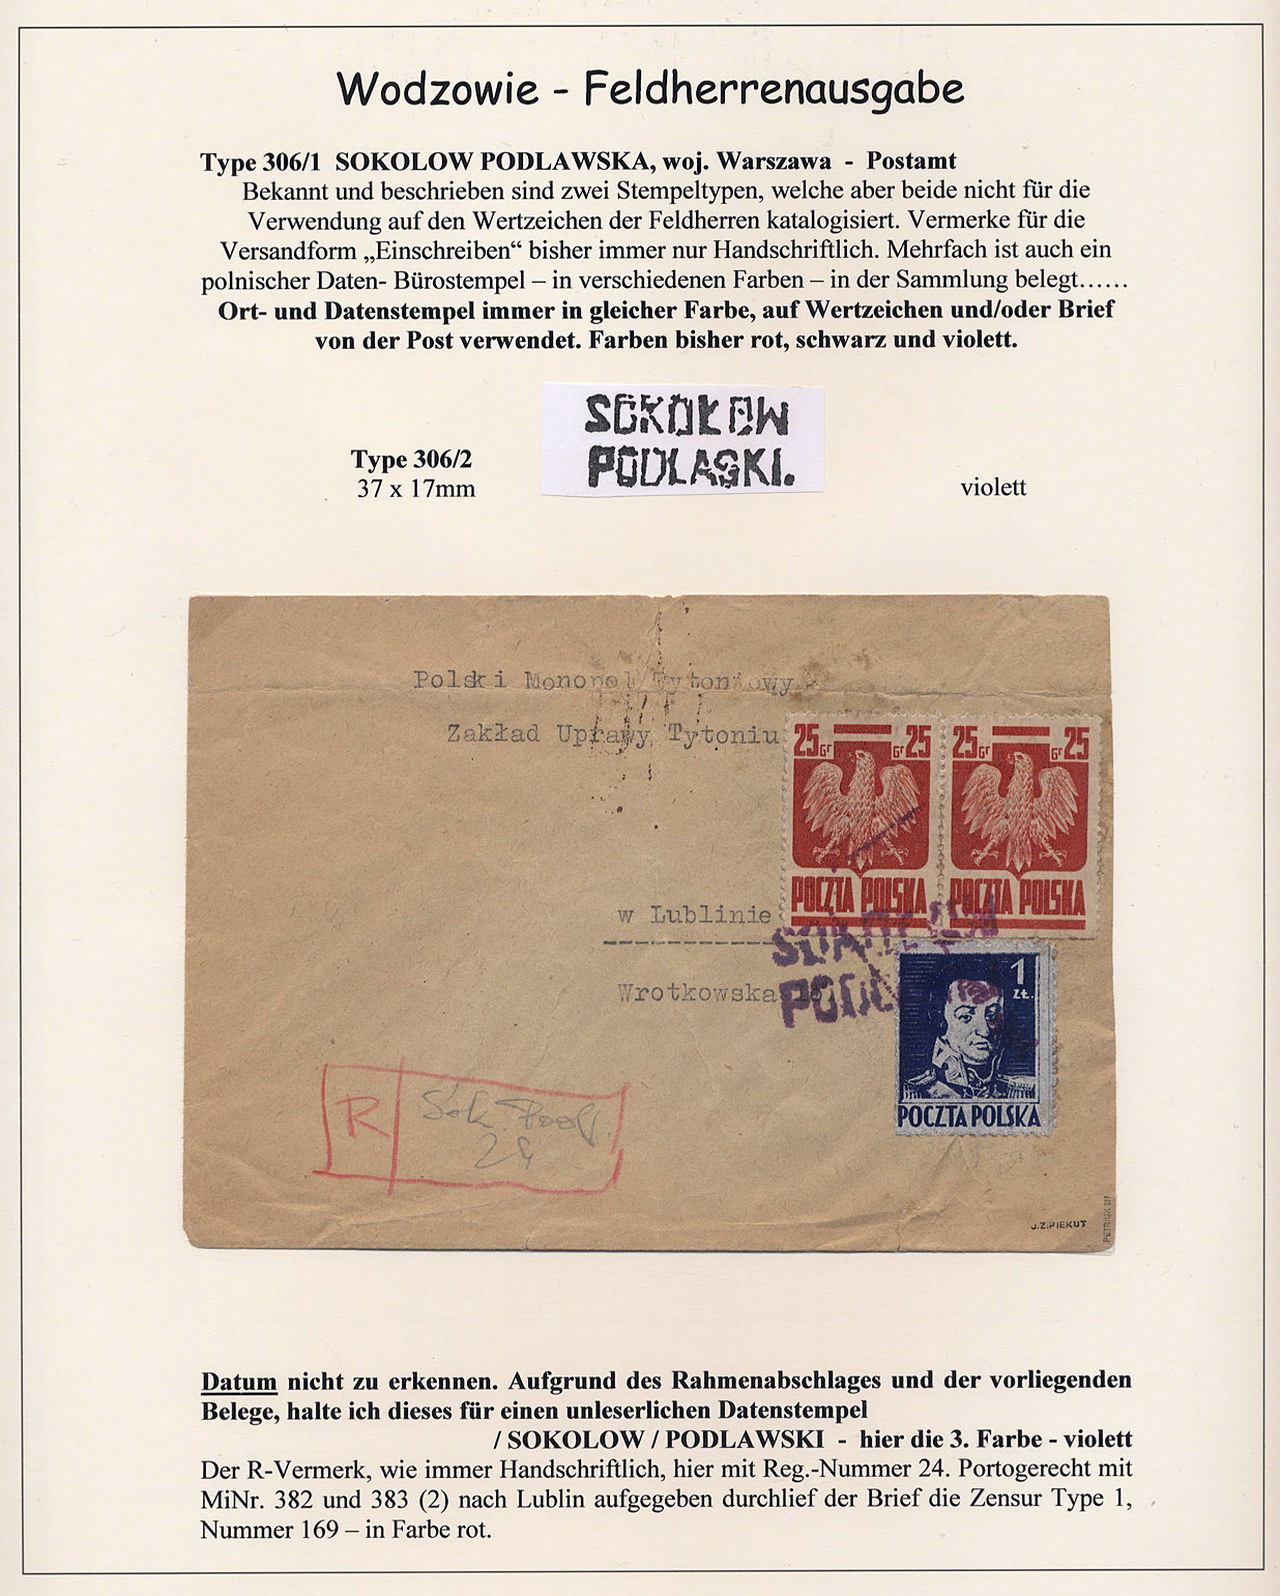 Wodzowie - Feldherrenausgabe
Type 306/1 SOKOLOW PODLAWSKA, woj. Warszawa - Postamt
Bekannt und beschrieben sind zwei Stempeltypen, welche aber beide nicht für die
Verwendung auf den Wertzeichen der Feldherren katalogisiert. Vermerke für die
Versandform „Einschreiben“ bisher immer nur Handschriftlich. Mehrfach ist auch ein
polnischer Daten- Bürostempel – in verschiedenen Farben – in der Sammlung belegt……
Ort- und Datenstempel immer in gleicher Farbe, auf Wertzeichen und/oder Brief
von der Post verwendet. Farben bisher rot, schwarz und violett.
SOKOŁOW
PODLASKI.
Type 306/2
37 x 17mm
violett
Polski Monopol Tytoniowy
Zakład Uprawy Tytoniu
25 Gr Gr 25
25 Gr Gr 25
POCZTA POLSKA
POCZTA POLSKA
w Lublinie
SOKOŁOW
Wrotkowska
1 ZŁ.
POCZTA POLSKA
R
Sok. Podl.
24
J.Z.PIEKUT
Datum nicht zu erkennen. Aufgrund des Rahmenabschlages und der vorliegenden
Belege, halte ich dieses für einen unleserlichen Datenstempel
/ SOKOLOW / PODLAWSKI - hier die 3. Farbe - violett
Der R-Vermerk, wie immer Handschriftlich, hier mit Reg.-Nummer 24. Portogerecht mit
MiNr. 382 und 383 (2) nach Lublin aufgegeben durchlief der Brief die Zensur Type 1,
Nummer 169 – in Farbe rot.